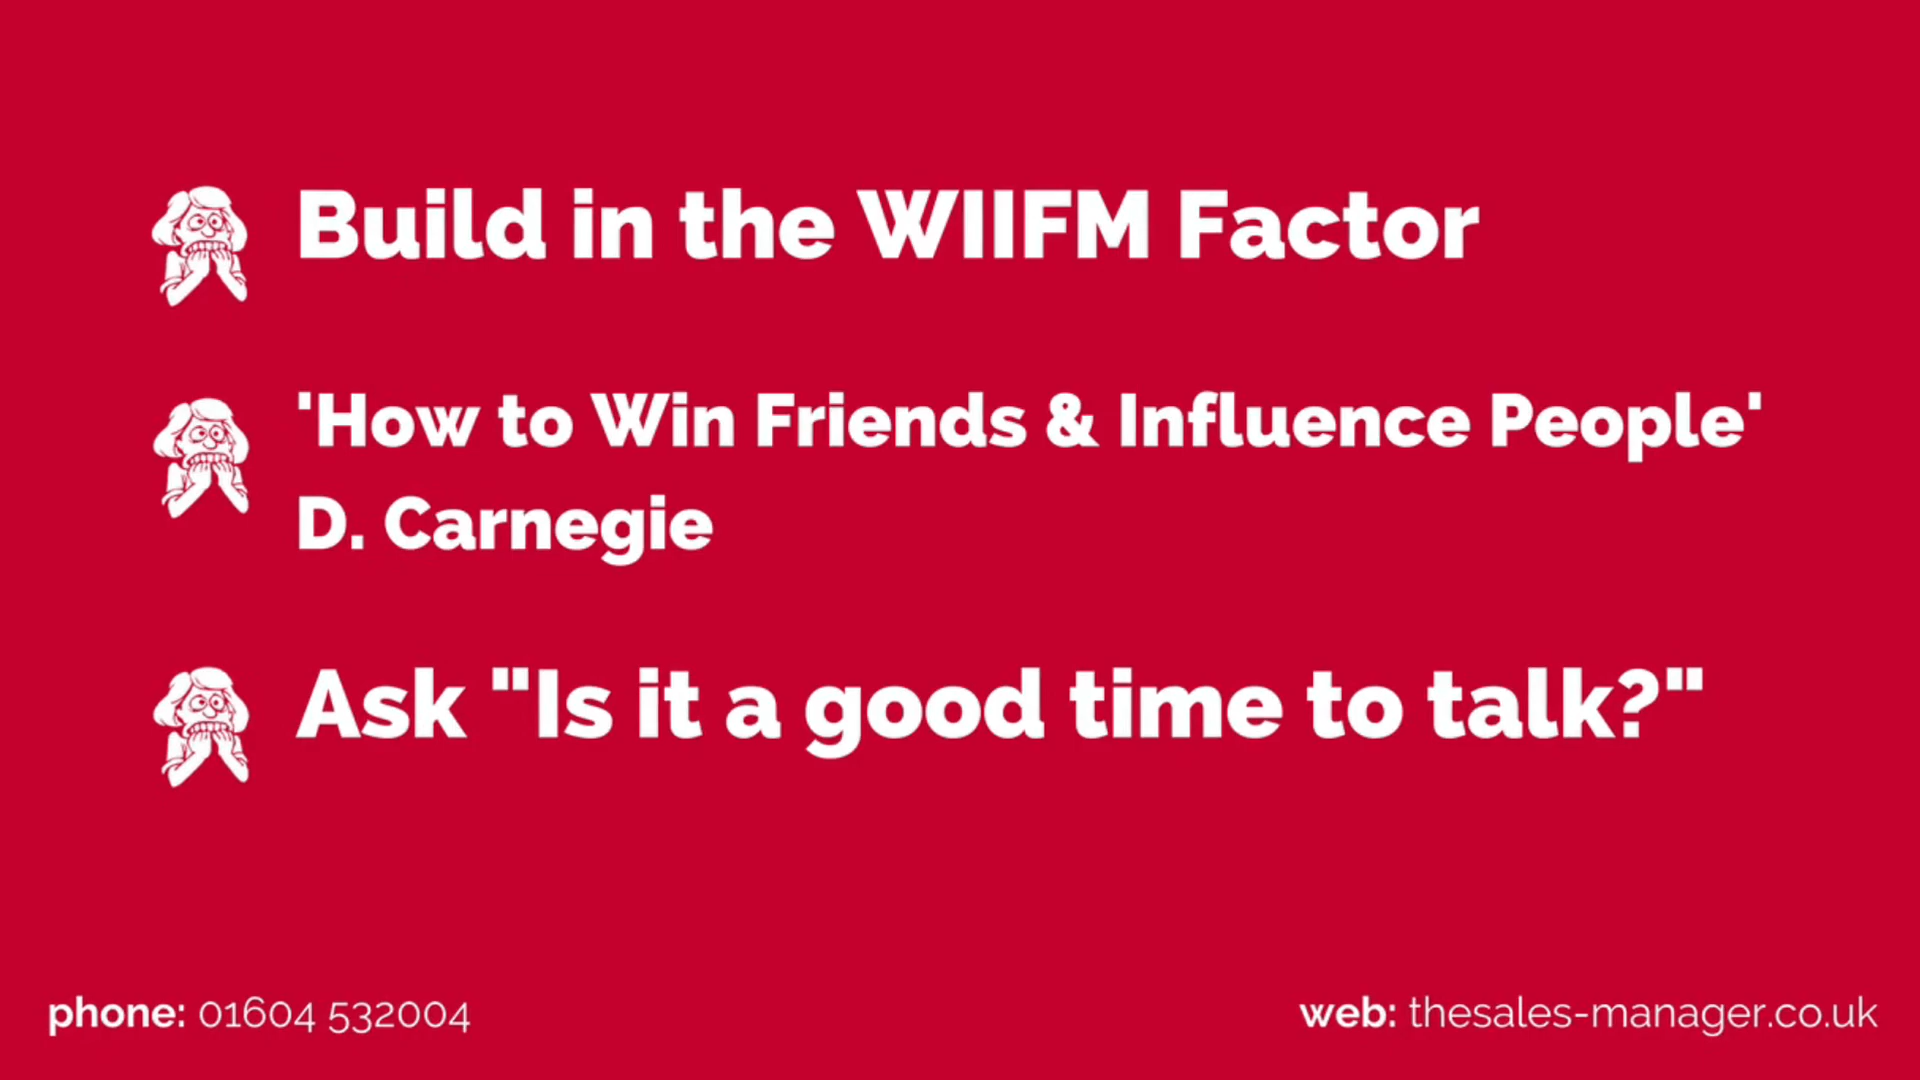 Build in the WIIFM Factor
'How to Win Friends & Influence People'
D. Carnegie
Ask "Is it a good time to talk?"
phone: 01604 532004
web: thesales-manager.co.uk